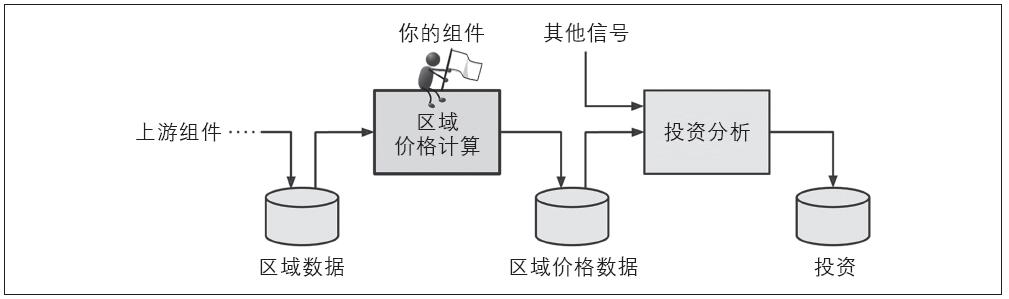 你的组件
其他信号
上游组件 ····
区域
价格计算
投资分析
区域数据
区域价格数据
投资